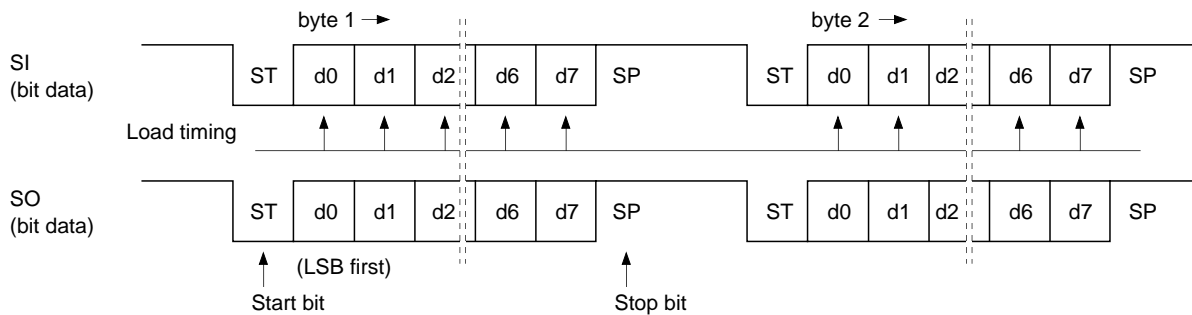 byte 1
byte 2
SI
(bit data)
ST d0 d1 d2 d6 d7 SP ST d0 d1 d2 d6 d7 SP
Load timing
SO
(bit data)
ST d0 d1 d2 d6 d7 SP ST d0 d1 d2 d6 d7 SP
(LSB first)
Start bit
Stop bit